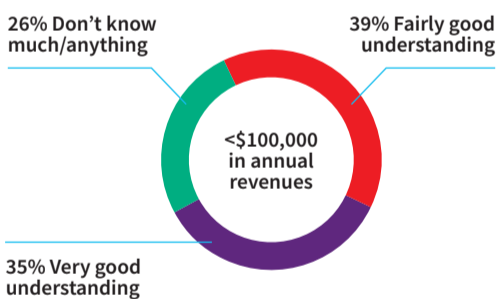 26% Don't know
much/anything
39% Fairly good
understanding
<$100,000
in annual
revenues
35% Very good
understanding